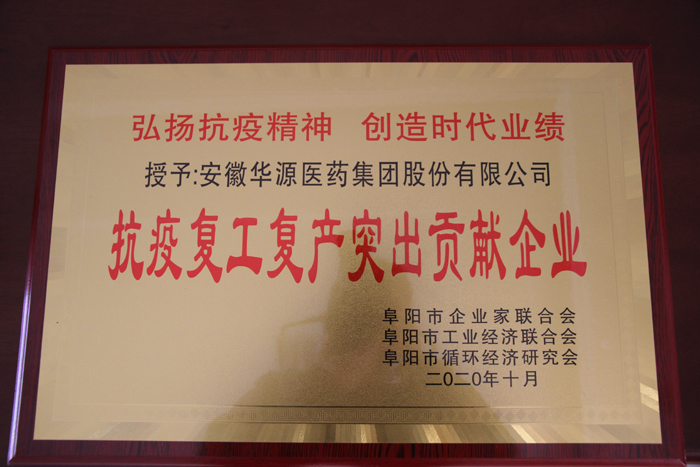 弘扬抗疫精神 创造时代业绩
授予:安徽华源医药集团股份有限公司
抗疫复工复产突出贡献企业
阜阳市企业家联合会
阜阳市工业经济联合会
阜阳市循环经济研究会
二〇二〇年十月